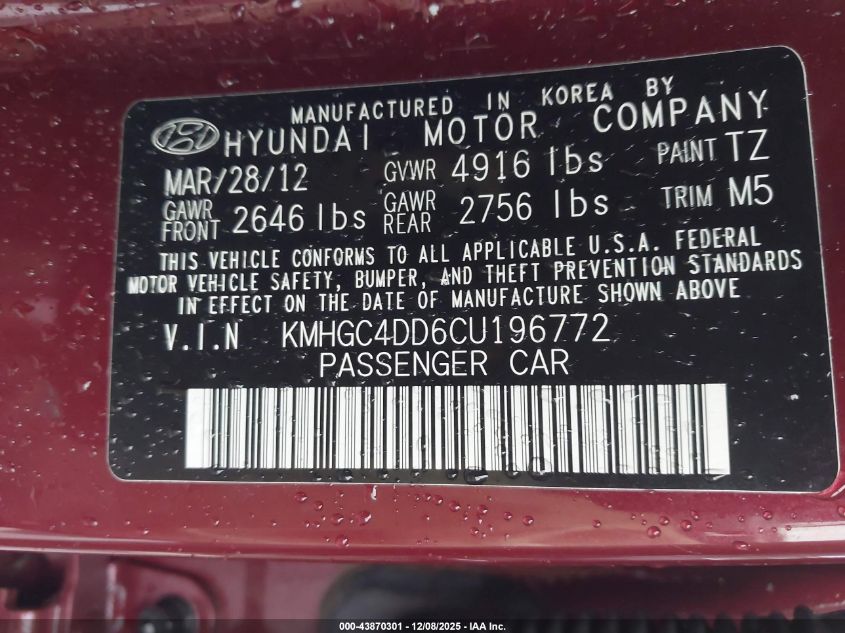 MANUFACTURED IN KOREA BY
HYUNDAI MOTOR COMPANY
MAR/28/12 GVWR 4916 lbs PAINT TZ
GAWR FRONT 2646 lbs GAWR REAR 2756 lbs TRIM M5
THIS VEHICLE CONFORMS TO ALL APPLICABLE U.S.A. FEDERAL
MOTOR VEHICLE SAFETY, BUMPER, AND THEFT PREVENTION STANDARDS
IN EFFECT ON THE DATE OF MANUFACTURE SHOWN ABOVE
V.I.N KMHGC4DD6CU196772
PASSENGER CAR
000-43870301 - 12/08/2025 - IAA Inc.